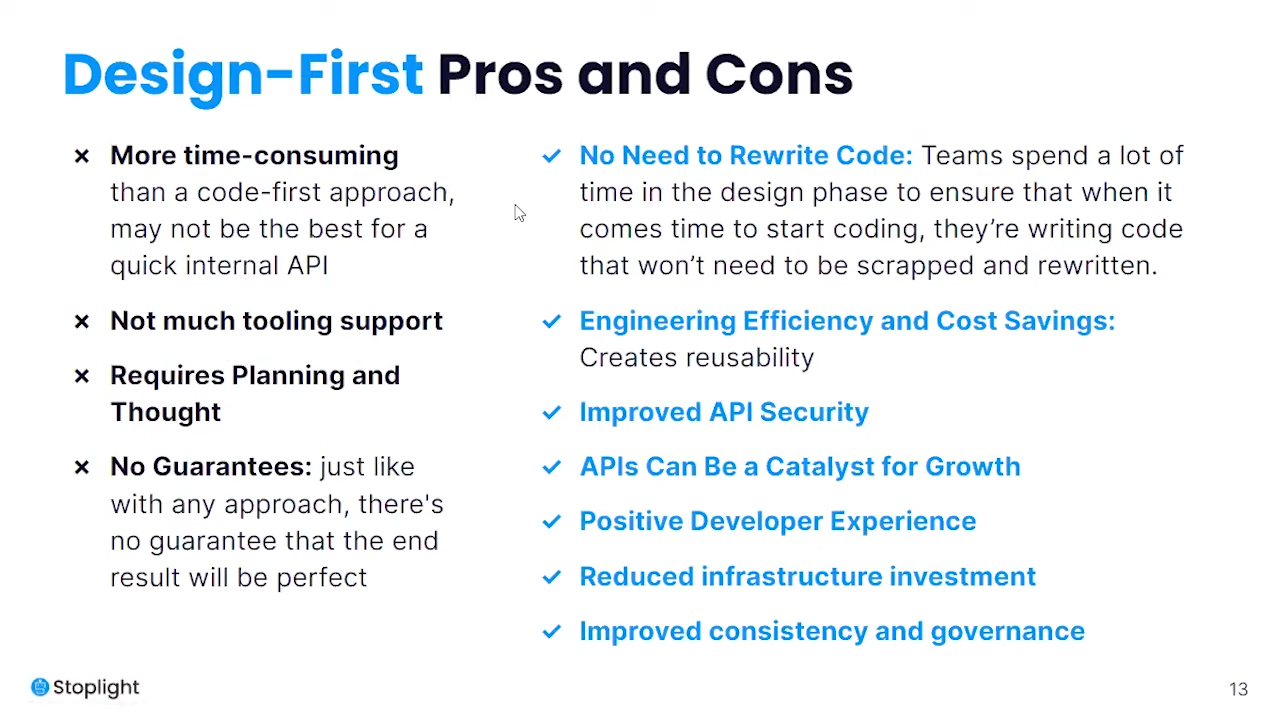 Design-First Pros and Cons
× More time-consuming
than a code-first approach,
may not be the best for a
quick internal API
× Not much tooling support
× Requires Planning and
Thought
× No Guarantees: just like
with any approach, there's
no guarantee that the end
result will be perfect
✓ No Need to Rewrite Code: Teams spend a lot of
time in the design phase to ensure that when it
comes time to start coding, they’re writing code
that won’t need to be scrapped and rewritten.
✓ Engineering Efficiency and Cost Savings:
Creates reusability
✓ Improved API Security
✓ APIs Can Be a Catalyst for Growth
✓ Positive Developer Experience
✓ Reduced infrastructure investment
✓ Improved consistency and governance
Stoplight
13